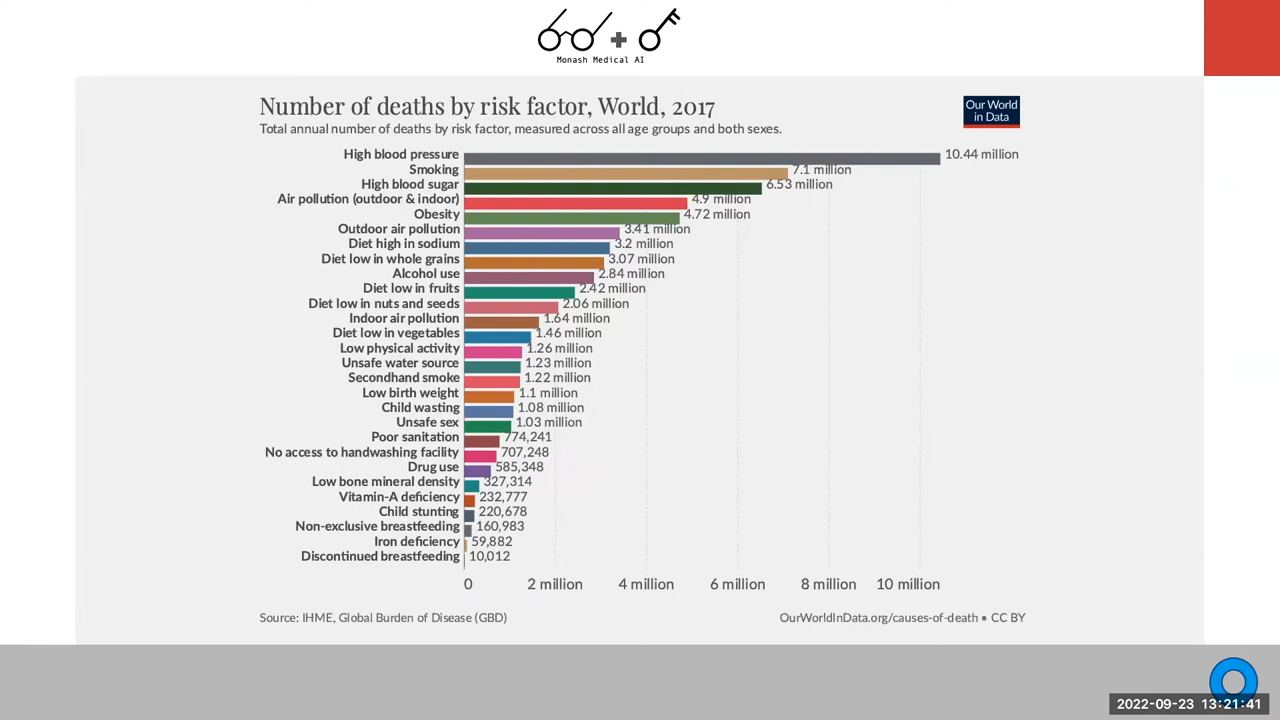 Monash Medical AI
Number of deaths by risk factor, World, 2017
Our World
in Data
Total annual number of deaths by risk factor, measured across all age groups and both sexes.
High blood pressure 10.44 million
Smoking 7.1 million
High blood sugar 6.53 million
Air pollution (outdoor & indoor) 4.9 million
Obesity 4.72 million
Outdoor air pollution 3.41 million
Diet high in sodium 3.2 million
Diet low in whole grains 3.07 million
Alcohol use 2.84 million
Diet low in fruits 2.42 million
Diet low in nuts and seeds 2.06 million
Indoor air pollution 1.64 million
Diet low in vegetables 1.46 million
Low physical activity 1.26 million
Unsafe water source 1.23 million
Secondhand smoke 1.22 million
Low birth weight 1.1 million
Child wasting 1.08 million
Unsafe sex 1.03 million
Poor sanitation 774,241
No access to handwashing facility 707,248
Drug use 585,348
Low bone mineral density 327,314
Vitamin-A deficiency 232,777
Child stunting 220,678
Non-exclusive breastfeeding 160,983
Iron deficiency 59,882
Discontinued breastfeeding 10,012
0 2 million 4 million 6 million 8 million 10 million
Source: IHME, Global Burden of Disease (GBD) OurWorldInData.org/causes-of-death • CC BY
2022-09-23 13:21:41